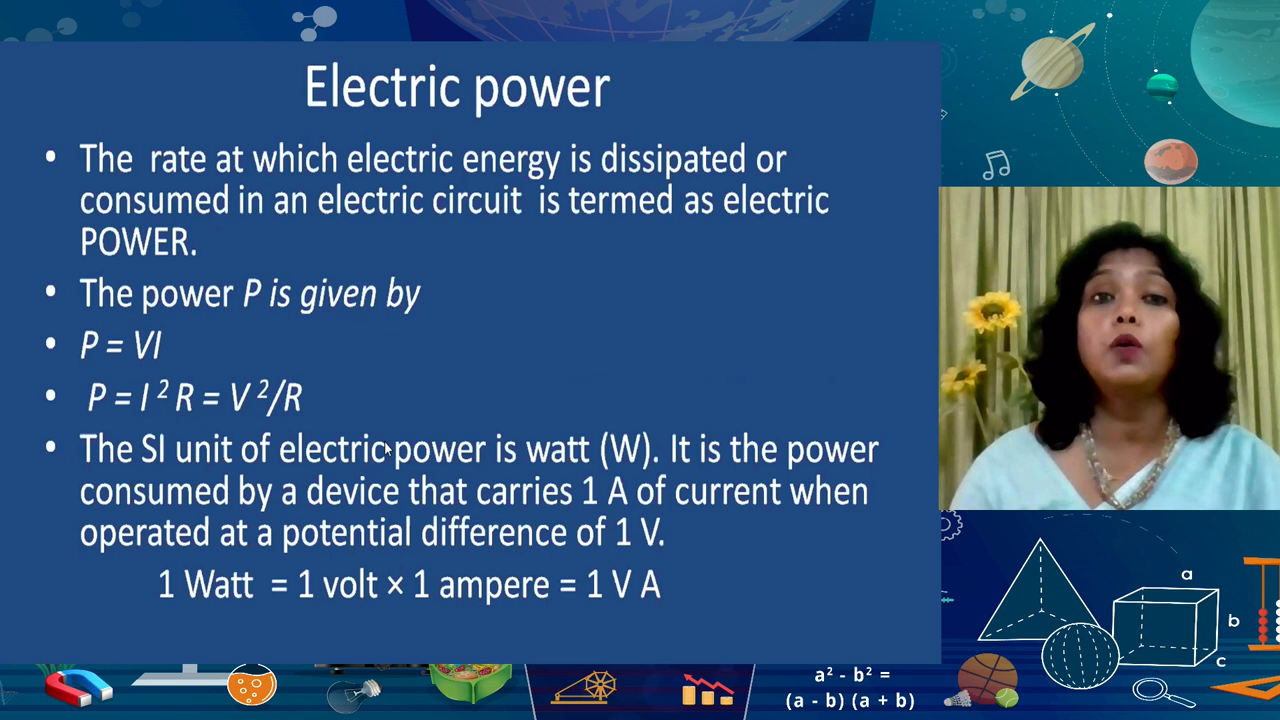 Electric power
• The rate at which electric energy is dissipated or
consumed in an electric circuit is termed as electric
POWER.
• The power P is given by
• P = VI
• P = I ² R = V ²/R
• The SI unit of electric power is watt (W). It is the power
consumed by a device that carries 1 A of current when
operated at a potential difference of 1 V.
1 Watt = 1 volt × 1 ampere = 1 V A
a
b
c
a² - b² =
(a - b) (a + b)